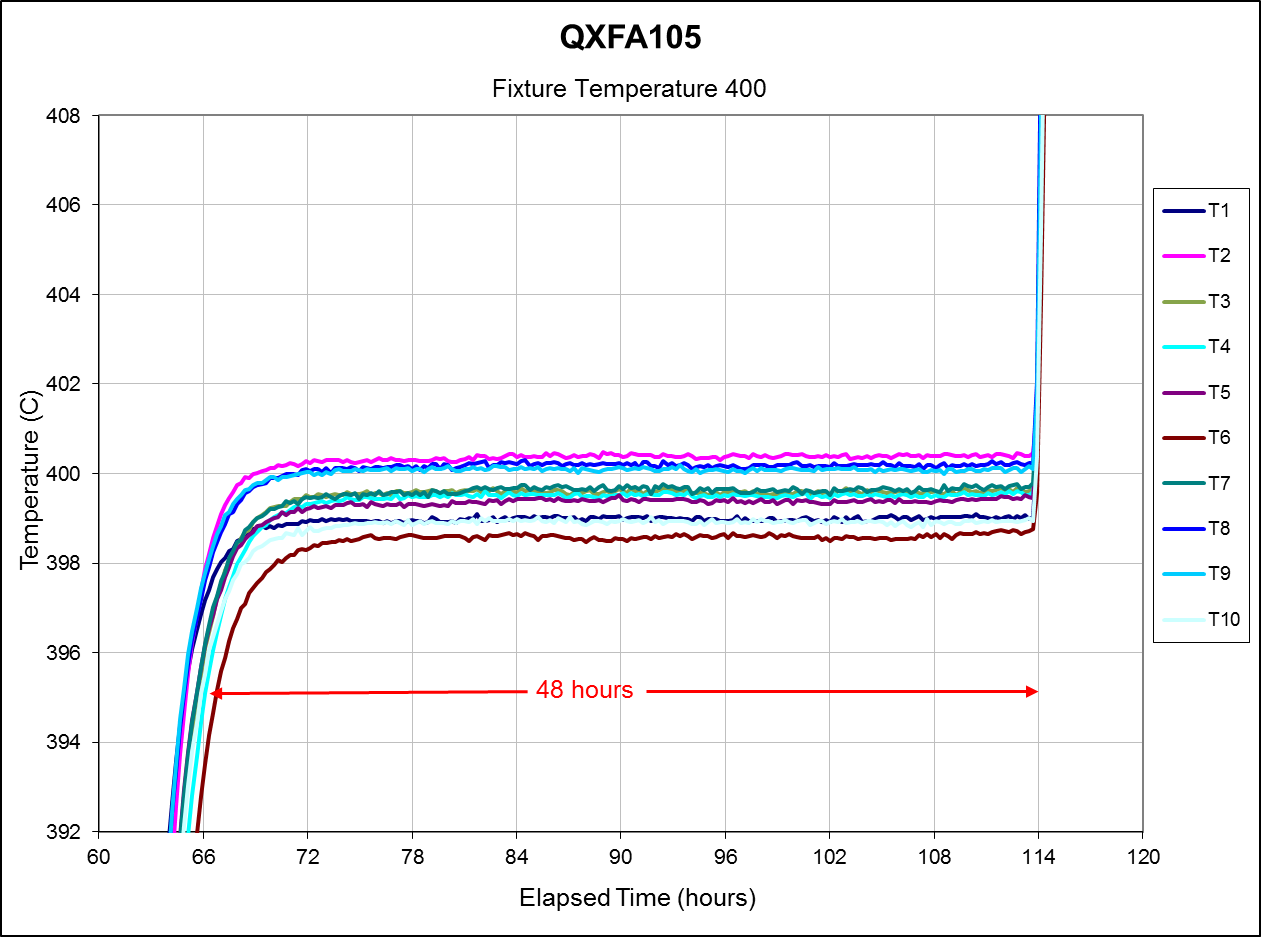 QXFA105
Fixture Temperature 400
408
406
404
402
400
398
396
394
392
Temperature (C)
48 hours
60 66 72 78 84 90 96 102 108 114 120
Elapsed Time (hours)
T1
T2
T3
T4
T5
T6
T7
T8
T9
T10